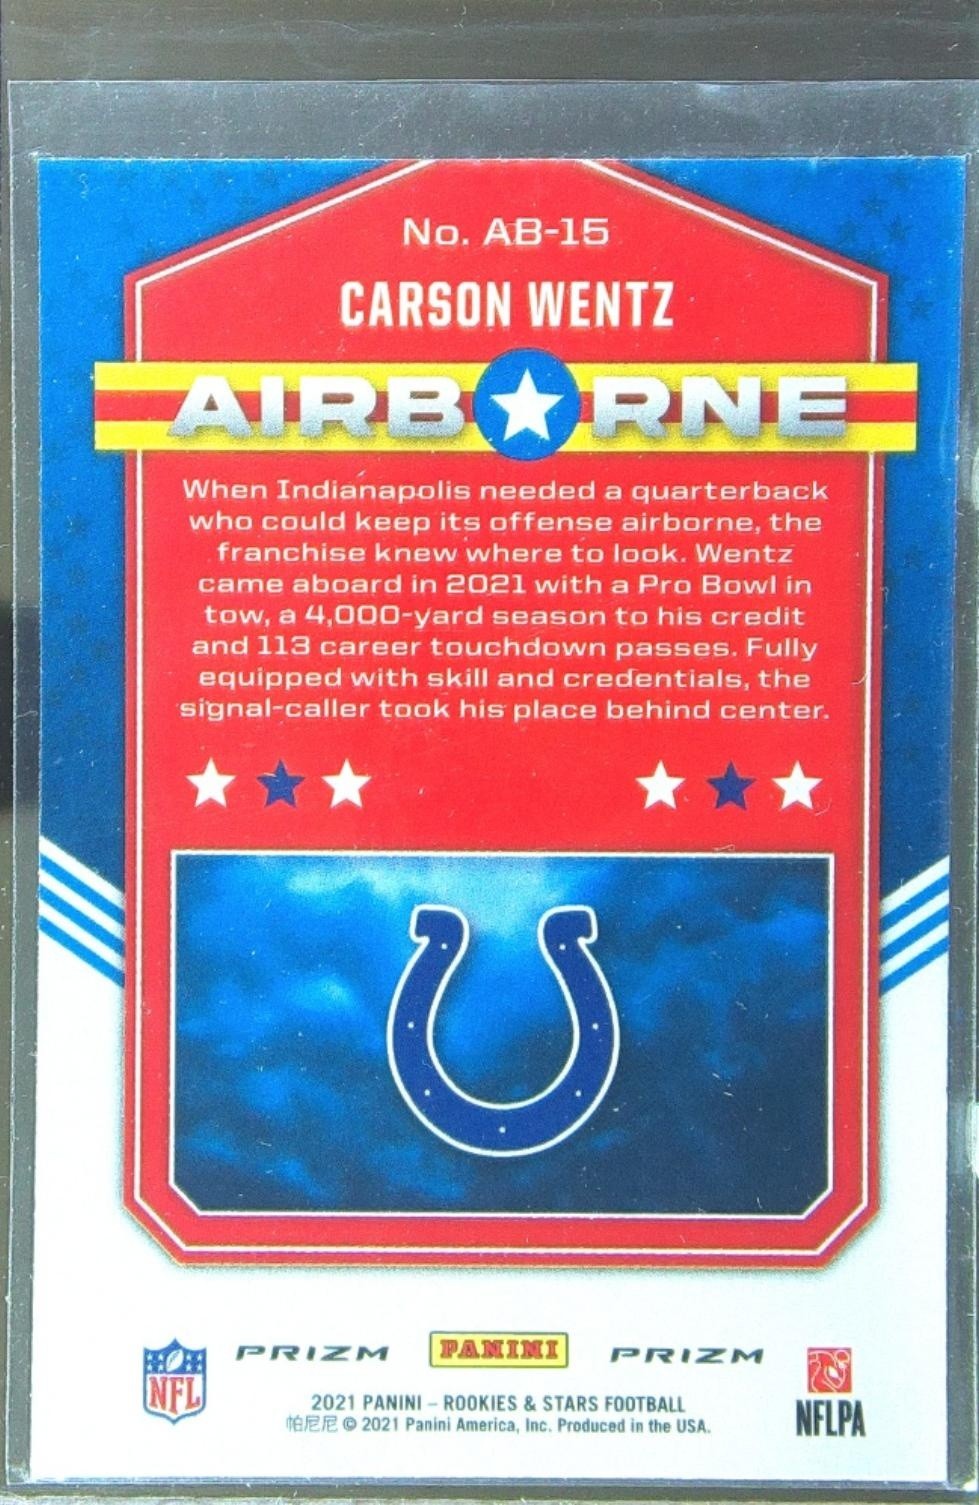 No. AB-15
CARSON WENTZ
AIRBORNE
When Indianapolis needed a quarterback
who could keep its offense airborne, the
franchise knew where to look. Wentz
came aboard in 2021 with a Pro Bowl in
tow, a 4,000-yard season to his credit
and 113 career touchdown passes. Fully
equipped with skill and credentials, the
signal-caller took his place behind center.
NFL PRIZM PANINI PRIZM NFLPA
2021 PANINI – ROOKIES & STARS FOOTBALL
帕尼尼 © 2021 Panini America, Inc. Produced in the USA.